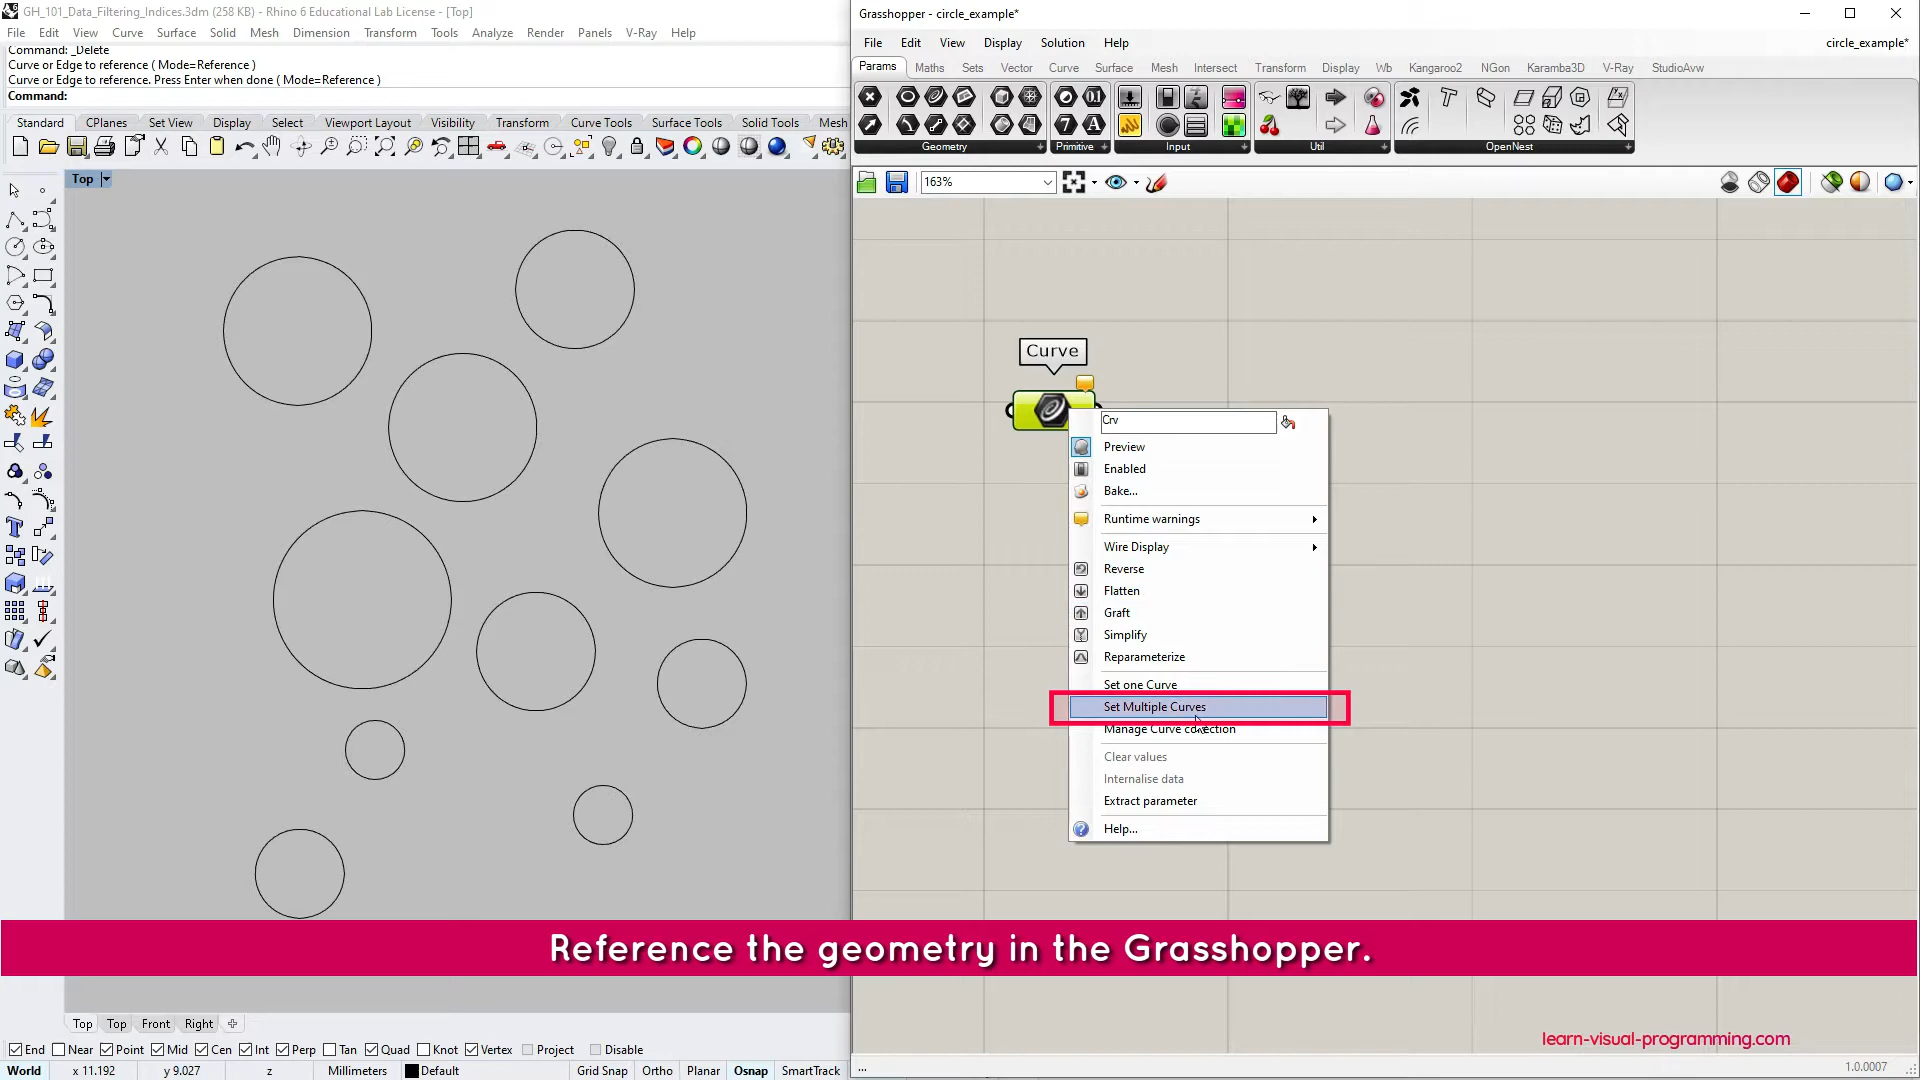 GH_101_Data_Filtering_Indices.3dm (258 KB) - Rhino 6 Educational Lab License - [Top]
File Edit View Curve Surface Solid Mesh Dimension Transform Tools Analyze Render Panels V-Ray Help
Command: _Delete
Curve or Edge to reference ( Mode=Reference )
Curve or Edge to reference. Press Enter when done ( Mode=Reference )
Command:
Standard CPlanes Set View Display Select Viewport Layout Visibility Transform Curve Tools Surface Tools Solid Tools Mesh
Top
Top Top Front Right
End Near Point Mid Cen Int Perp Tan Quad Knot Vertex Project Disable
World x 11.192 y 9.027 z Millimeters Default Grid Snap Ortho Planar Osnap SmartTrack
Grasshopper - circle_example*
File Edit View Display Solution Help circle_example*
Params Maths Sets Vector Curve Surface Mesh Intersect Transform Display Wb Kangaroo2 NGon Karamba3D V-Ray StudioAvw
Geometry Primitive Input Util OpenNest
163%
Curve
Crv
Preview
Enabled
Bake...
Runtime warnings
Wire Display
Reverse
Flatten
Graft
Simplify
Reparameterize
Set one Curve
Set Multiple Curves
Manage Curve collection
Clear values
Internalise data
Extract parameter
Help...
Reference the geometry in the Grasshopper.
learn-visual-programming.com
...
1.0.0007